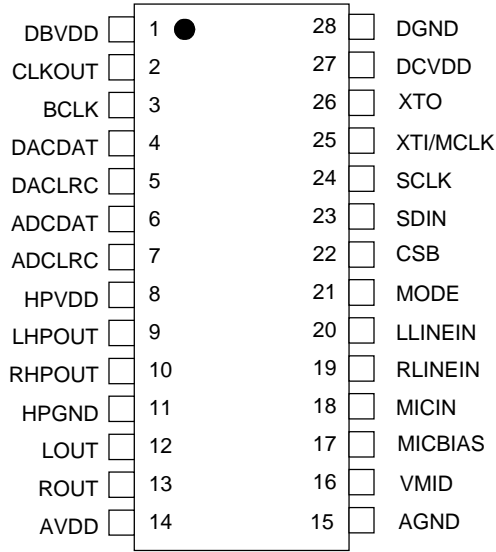 DBVDD 1 28 DGND
CLKOUT 2 27 DCVDD
BCLK 3 26 XTO
DACDAT 4 25 XTI/MCLK
DACLRC 5 24 SCLK
ADCDAT 6 23 SDIN
ADCLRC 7 22 CSB
HPVDD 8 21 MODE
LHPOUT 9 20 LLINEIN
RHPOUT 10 19 RLINEIN
HPGND 11 18 MICIN
LOUT 12 17 MICBIAS
ROUT 13 16 VMID
AVDD 14 15 AGND